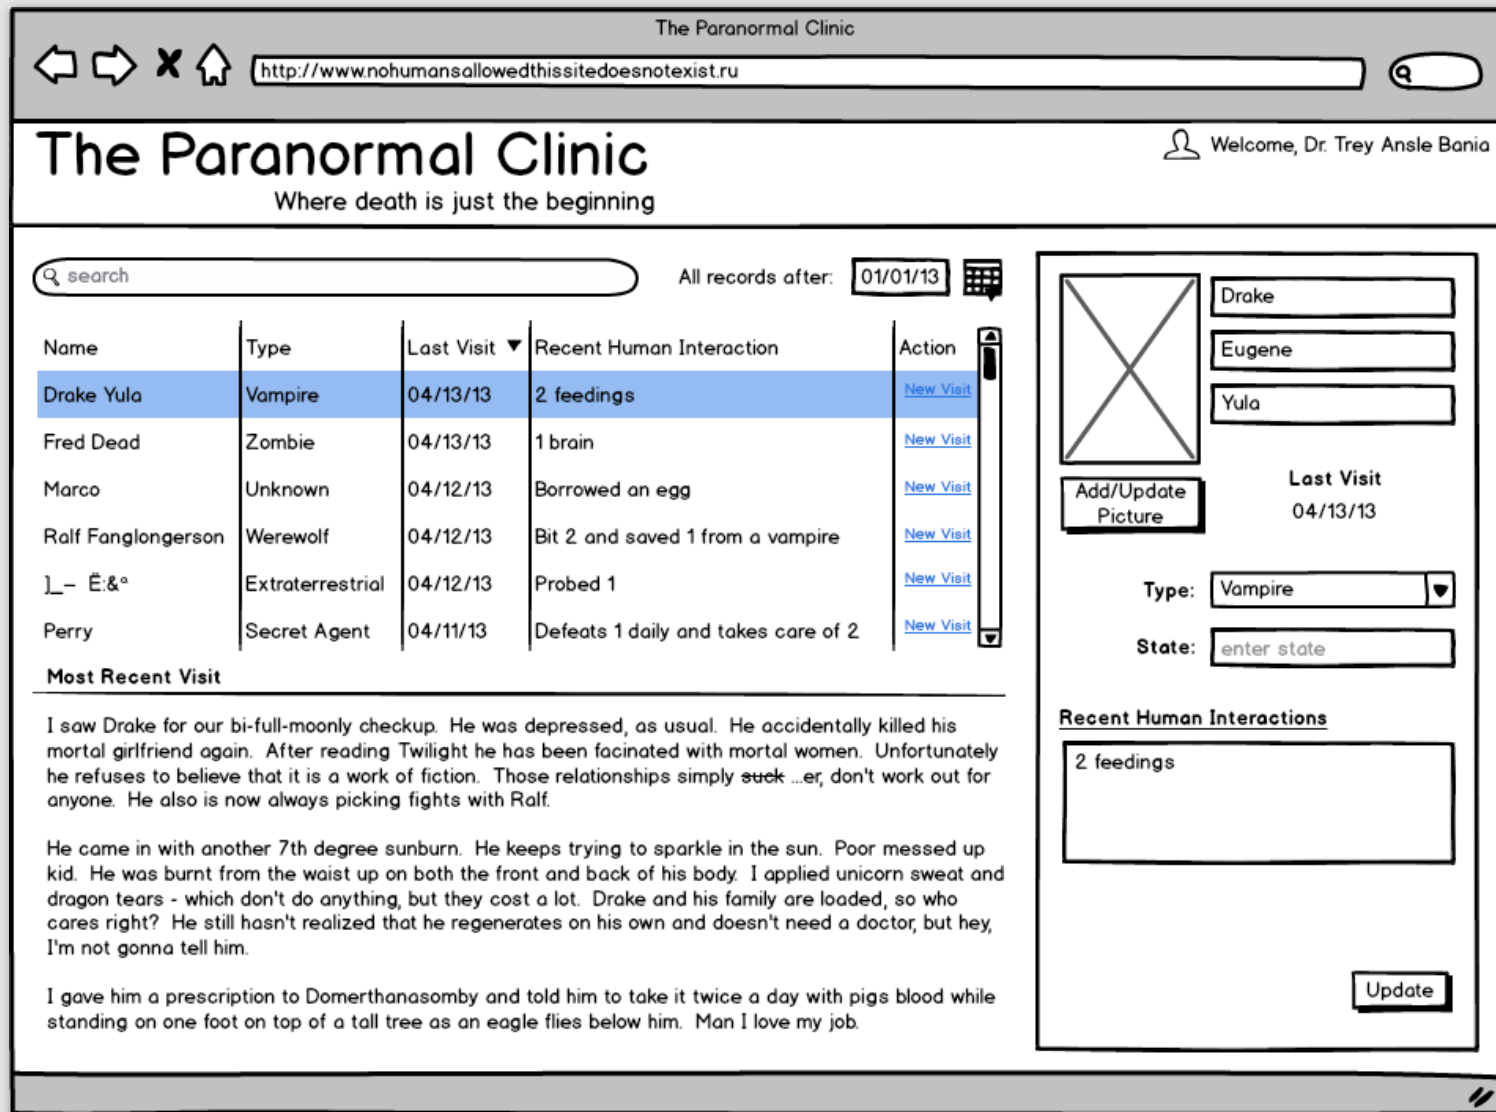 The Paranormal Clinic
http://www.nohumansallowedthissitedoesnotexist.ru
The Paranormal Clinic
Where death is just the beginning
Welcome, Dr. Trey Ansle Bania
search
All records after: 01/01/13
Name Type Last Visit ▼ Recent Human Interaction Action
Drake Yula Vampire 04/13/13 2 feedings New Visit
Fred Dead Zombie 04/13/13 1 brain New Visit
Marco Unknown 04/12/13 Borrowed an egg New Visit
Ralf Fanglongerson Werewolf 04/12/13 Bit 2 and saved 1 from a vampire New Visit
]_– Ë:&ª Extraterrestrial 04/12/13 Probed 1 New Visit
Perry Secret Agent 04/11/13 Defeats 1 daily and takes care of 2 New Visit
Most Recent Visit
I saw Drake for our bi-full-moonly checkup. He was depressed, as usual. He accidentally killed his
mortal girlfriend again. After reading Twilight he has been facinated with mortal women. Unfortunately
he refuses to believe that it is a work of fiction. Those relationships simply suck ...er, don't work out for
anyone. He also is now always picking fights with Ralf.
He came in with another 7th degree sunburn. He keeps trying to sparkle in the sun. Poor messed up
kid. He was burnt from the waist up on both the front and back of his body. I applied unicorn sweat and
dragon tears - which don't do anything, but they cost a lot. Drake and his family are loaded, so who
cares right? He still hasn't realized that he regenerates on his own and doesn't need a doctor, but hey,
I'm not gonna tell him.
I gave him a prescription to Domerthanasomby and told him to take it twice a day with pigs blood while
standing on one foot on top of a tall tree as an eagle flies below him. Man I love my job.
Drake
Eugene
Yula
Add/Update
Picture
Last Visit
04/13/13
Type: Vampire
State: enter state
Recent Human Interactions
2 feedings
Update